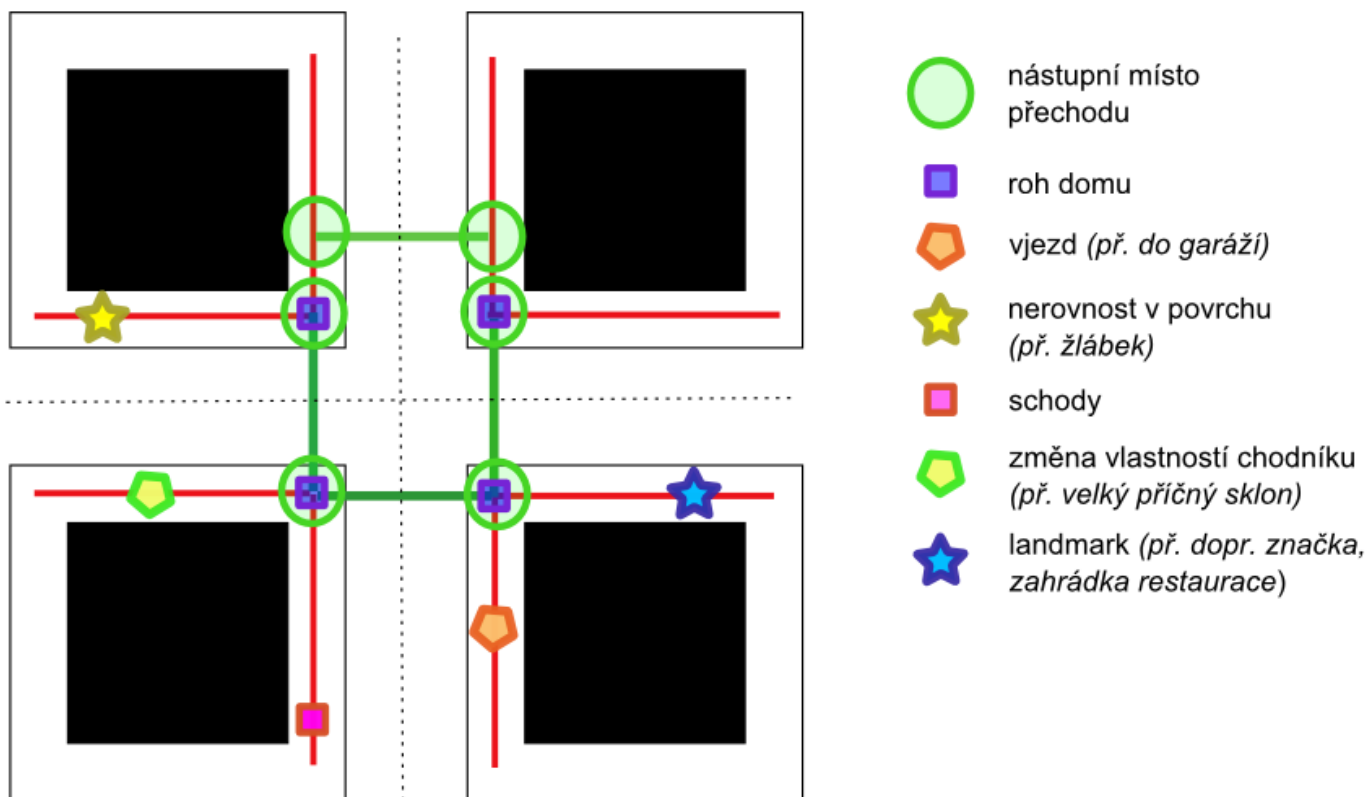 nástupní místo
přechodu
roh domu
vjezd (př. do garáží)
nerovnost v povrchu
(př. žlábek)
schody
změna vlastností chodníku
(př. velký příčný sklon)
landmark (př. dopr. značka,
zahrádka restaurace)